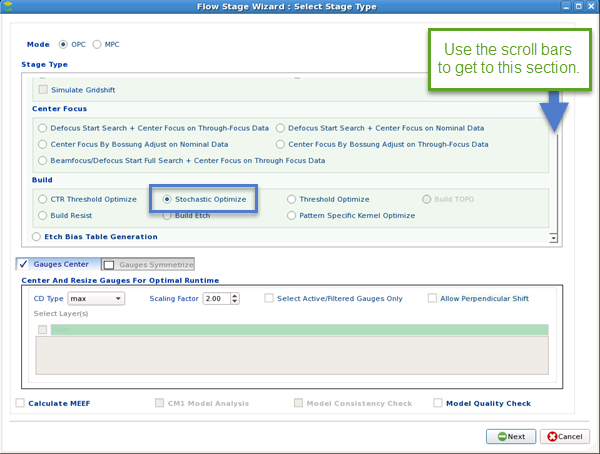 Flow Stage Wizard : Select Stage Type
Mode OPC MPC
Use the scroll bars
to get to this section.
Stage Type
Simulate Gridshift
Center Focus
Defocus Start Search + Center Focus on Through-Focus Data Defocus Start Search + Center Focus on Nominal Data
Center Focus By Bossung Adjust on Nominal Data Center Focus By Bossung Adjust on Through-Focus Data
Beamfocus/Defocus Start Full Search + Center Focus on Through Focus Data
Build
CTR Threshold Optimize Stochastic Optimize Threshold Optimize Build TOPO
Build Resist Build Etch Pattern Specific Kernel Optimize
Etch Bias Table Generation
Gauges Center Gauges Symmetrize
Center And Resize Gauges For Optimal Runtime
CD Type max Scaling Factor 2.00 Select Active/Filtered Gauges Only Allow Perpendicular Shift
Select Layer(s)
Calculate MEEF CM1 Model Analysis Model Consistency Check Model Quality Check
Next Cancel